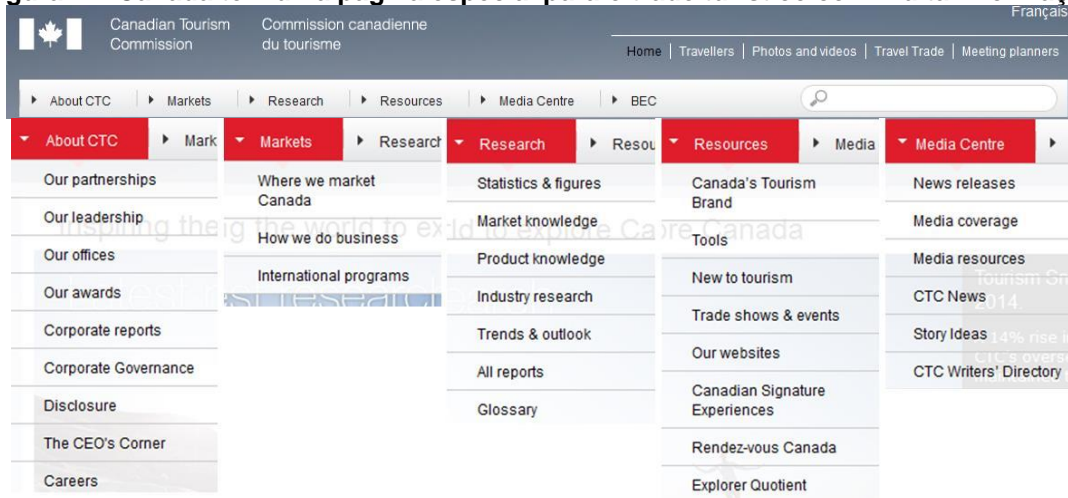 Français
Canadian Tourism Commission canadienne
Commission du tourisme
Home | Travellers | Photos and videos | Travel Trade | Meeting planners
About CTC Markets Research Resources Media Centre BEC
About CTC Mark
Our partnerships
Our leadership
Our offices
Our awards
Corporate reports
Corporate Governance
Disclosure
The CEO's Corner
Careers
Markets Research
Where we market
Canada
How we do business
International programs
Research Resou
Statistics & figures
Market knowledge
Product knowledge
Industry research
Trends & outlook
All reports
Glossary
Resources Media
Canada's Tourism
Brand
Tools
New to tourism
Trade shows & events
Our websites
Canadian Signature
Experiences
Rendez-vous Canada
Explorer Quotient
Media Centre
News releases
Media coverage
Media resources
CTC News
Story Ideas
CTC Writers' Directory